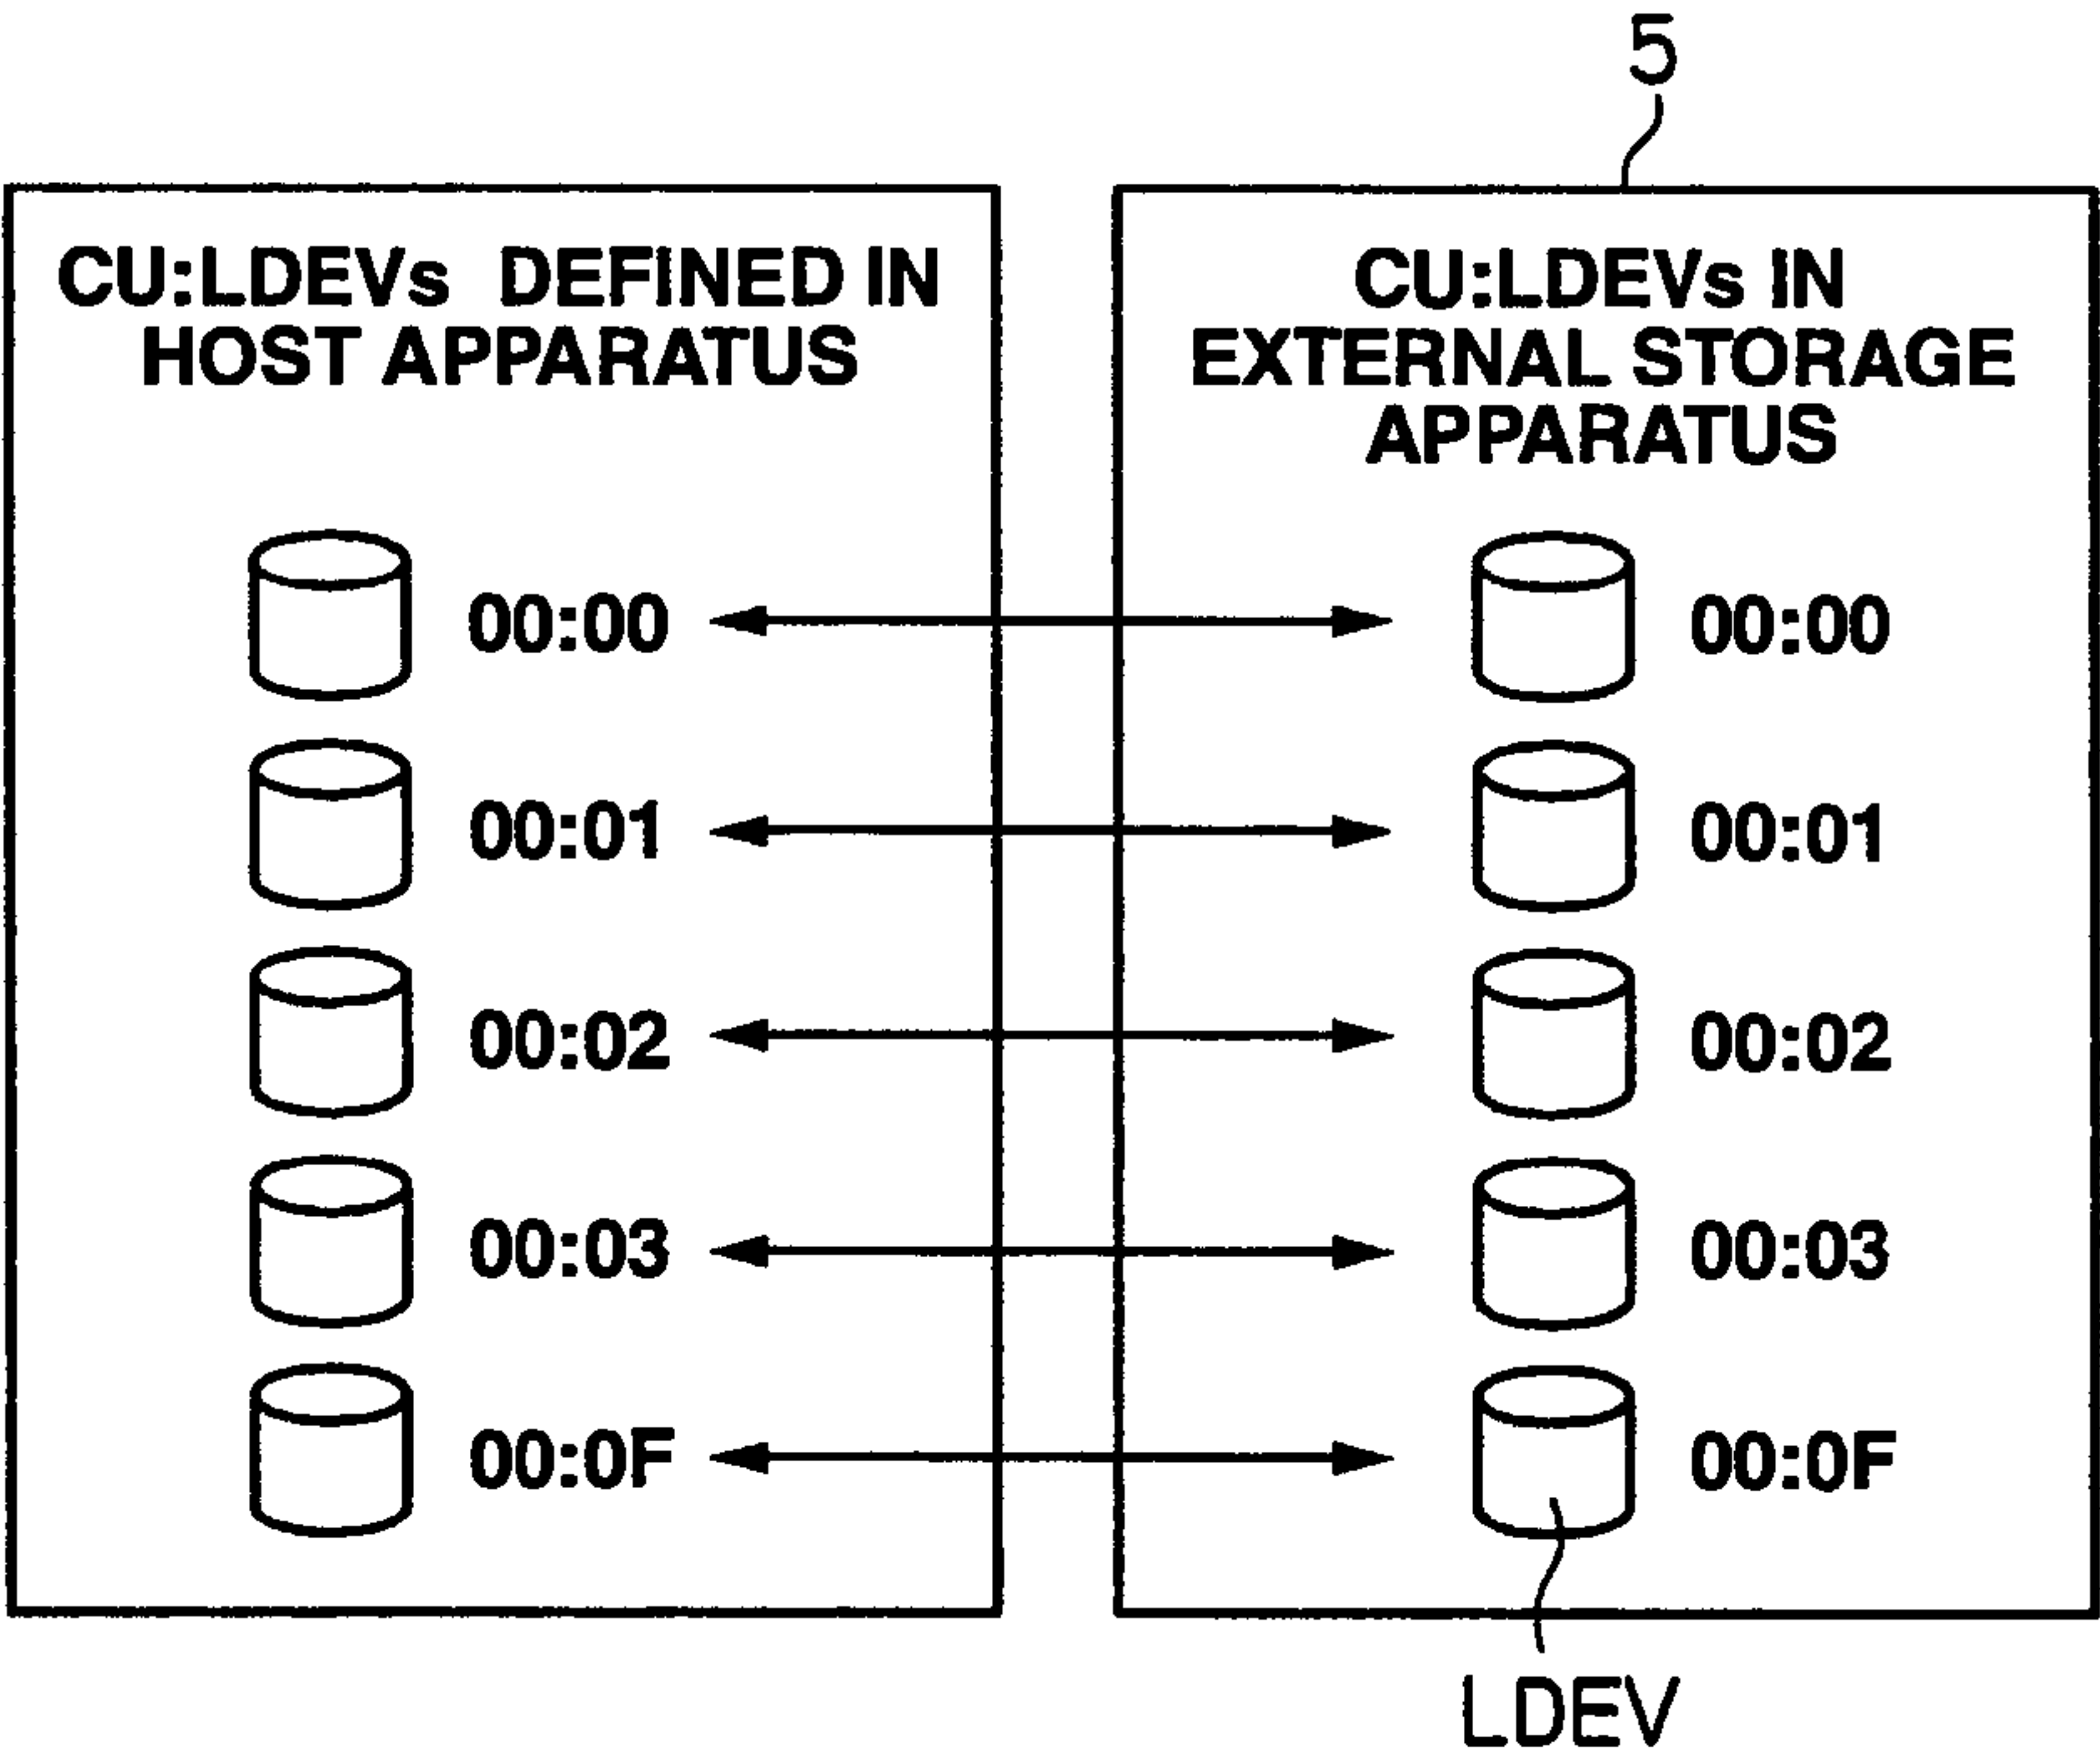 5
CU:LDEVs DEFINED IN
HOST APPARATUS
CU:LDEVs IN
EXTERNAL STORAGE
APPARATUS
00:00
00:00
00:01
00:01
00:02
00:02
00:03
00:03
00:0F
00:0F
LDEV